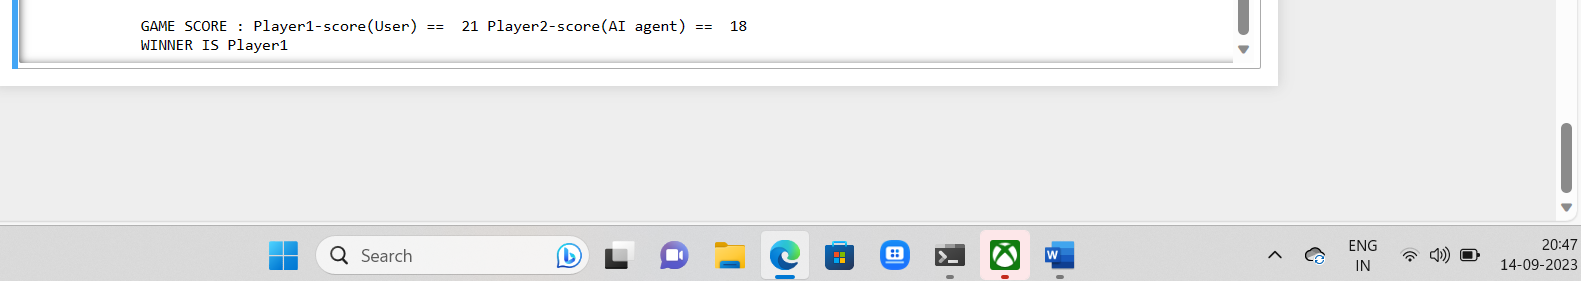 GAME SCORE : Player1-score(User) ==  21 Player2-score(AI agent) ==  18
WINNER IS Player1
Search
W
ENG
IN
20:47
14-09-2023